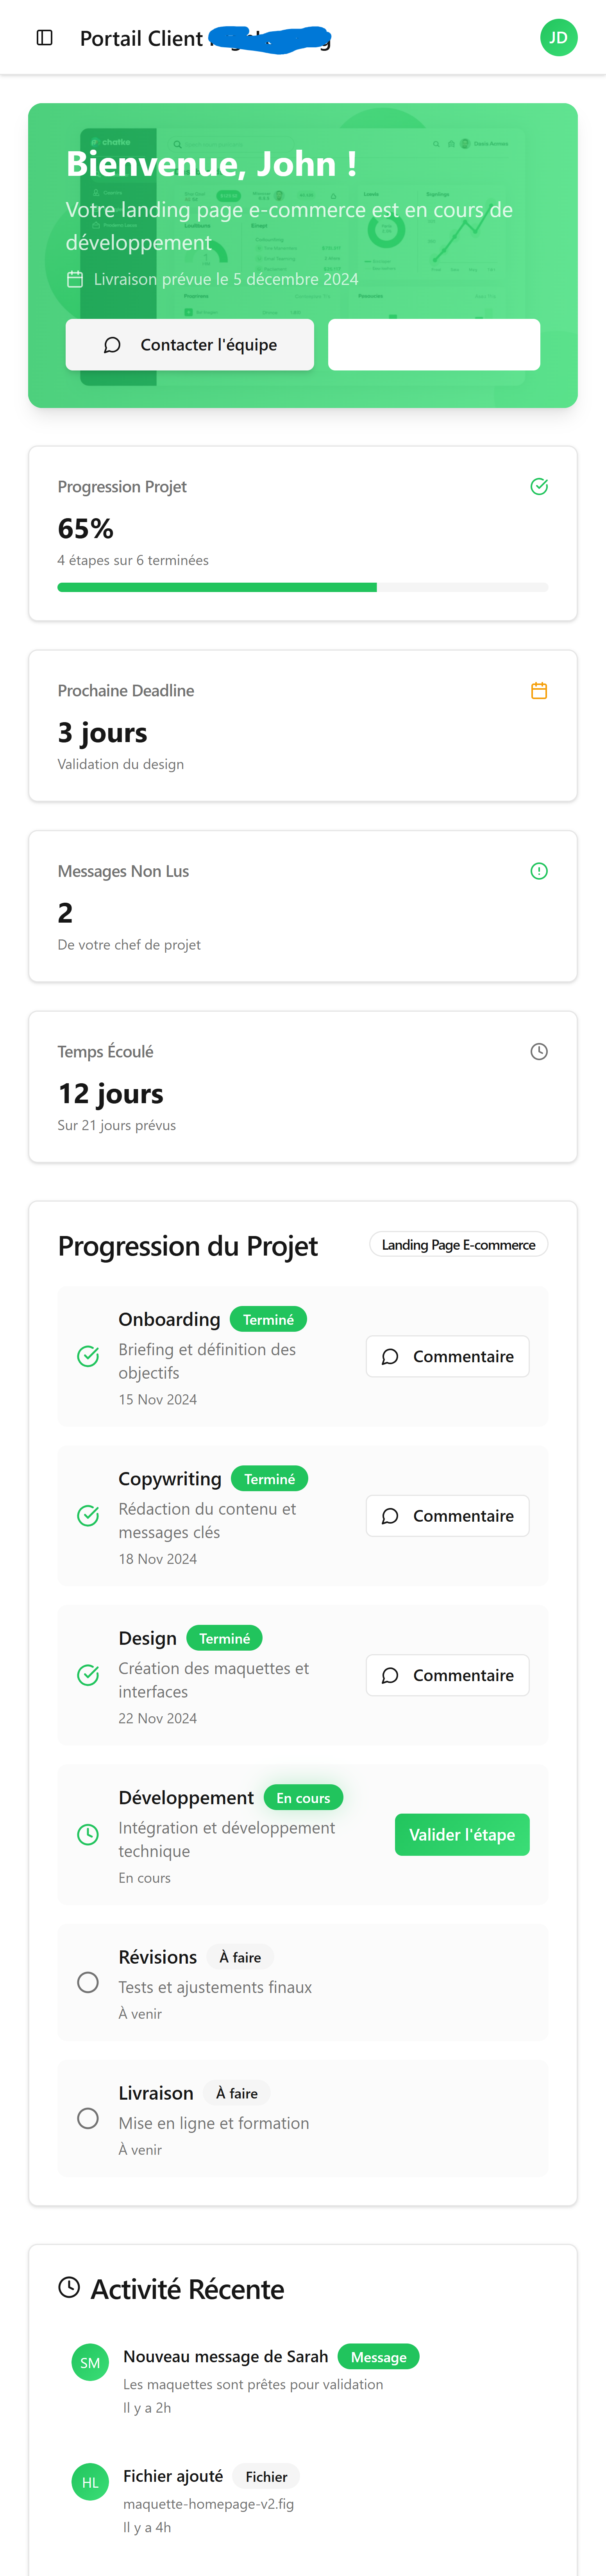 Portail Client
JD
chatke
Bienvenue, John !
Votre landing page e-commerce est en cours de
développement
Livraison prévue le 5 décembre 2024
Contacter l'équipe
Progression Projet
65%
4 étapes sur 6 terminées
Prochaine Deadline
3 jours
Validation du design
Messages Non Lus
2
De votre chef de projet
Temps Écoulé
12 jours
Sur 21 jours prévus
Progression du Projet
Landing Page E-commerce
Onboarding Terminé
Briefing et définition des
objectifs
15 Nov 2024
Commentaire
Copywriting Terminé
Rédaction du contenu et
messages clés
18 Nov 2024
Commentaire
Design Terminé
Création des maquettes et
interfaces
22 Nov 2024
Commentaire
Développement En cours
Intégration et développement
technique
En cours
Valider l'étape
Révisions À faire
Tests et ajustements finaux
À venir
Livraison À faire
Mise en ligne et formation
À venir
Activité Récente
SM
Nouveau message de Sarah Message
Les maquettes sont prêtes pour validation
Il y a 2h
HL
Fichier ajouté Fichier
maquette-homepage-v2.fig
Il y a 4h